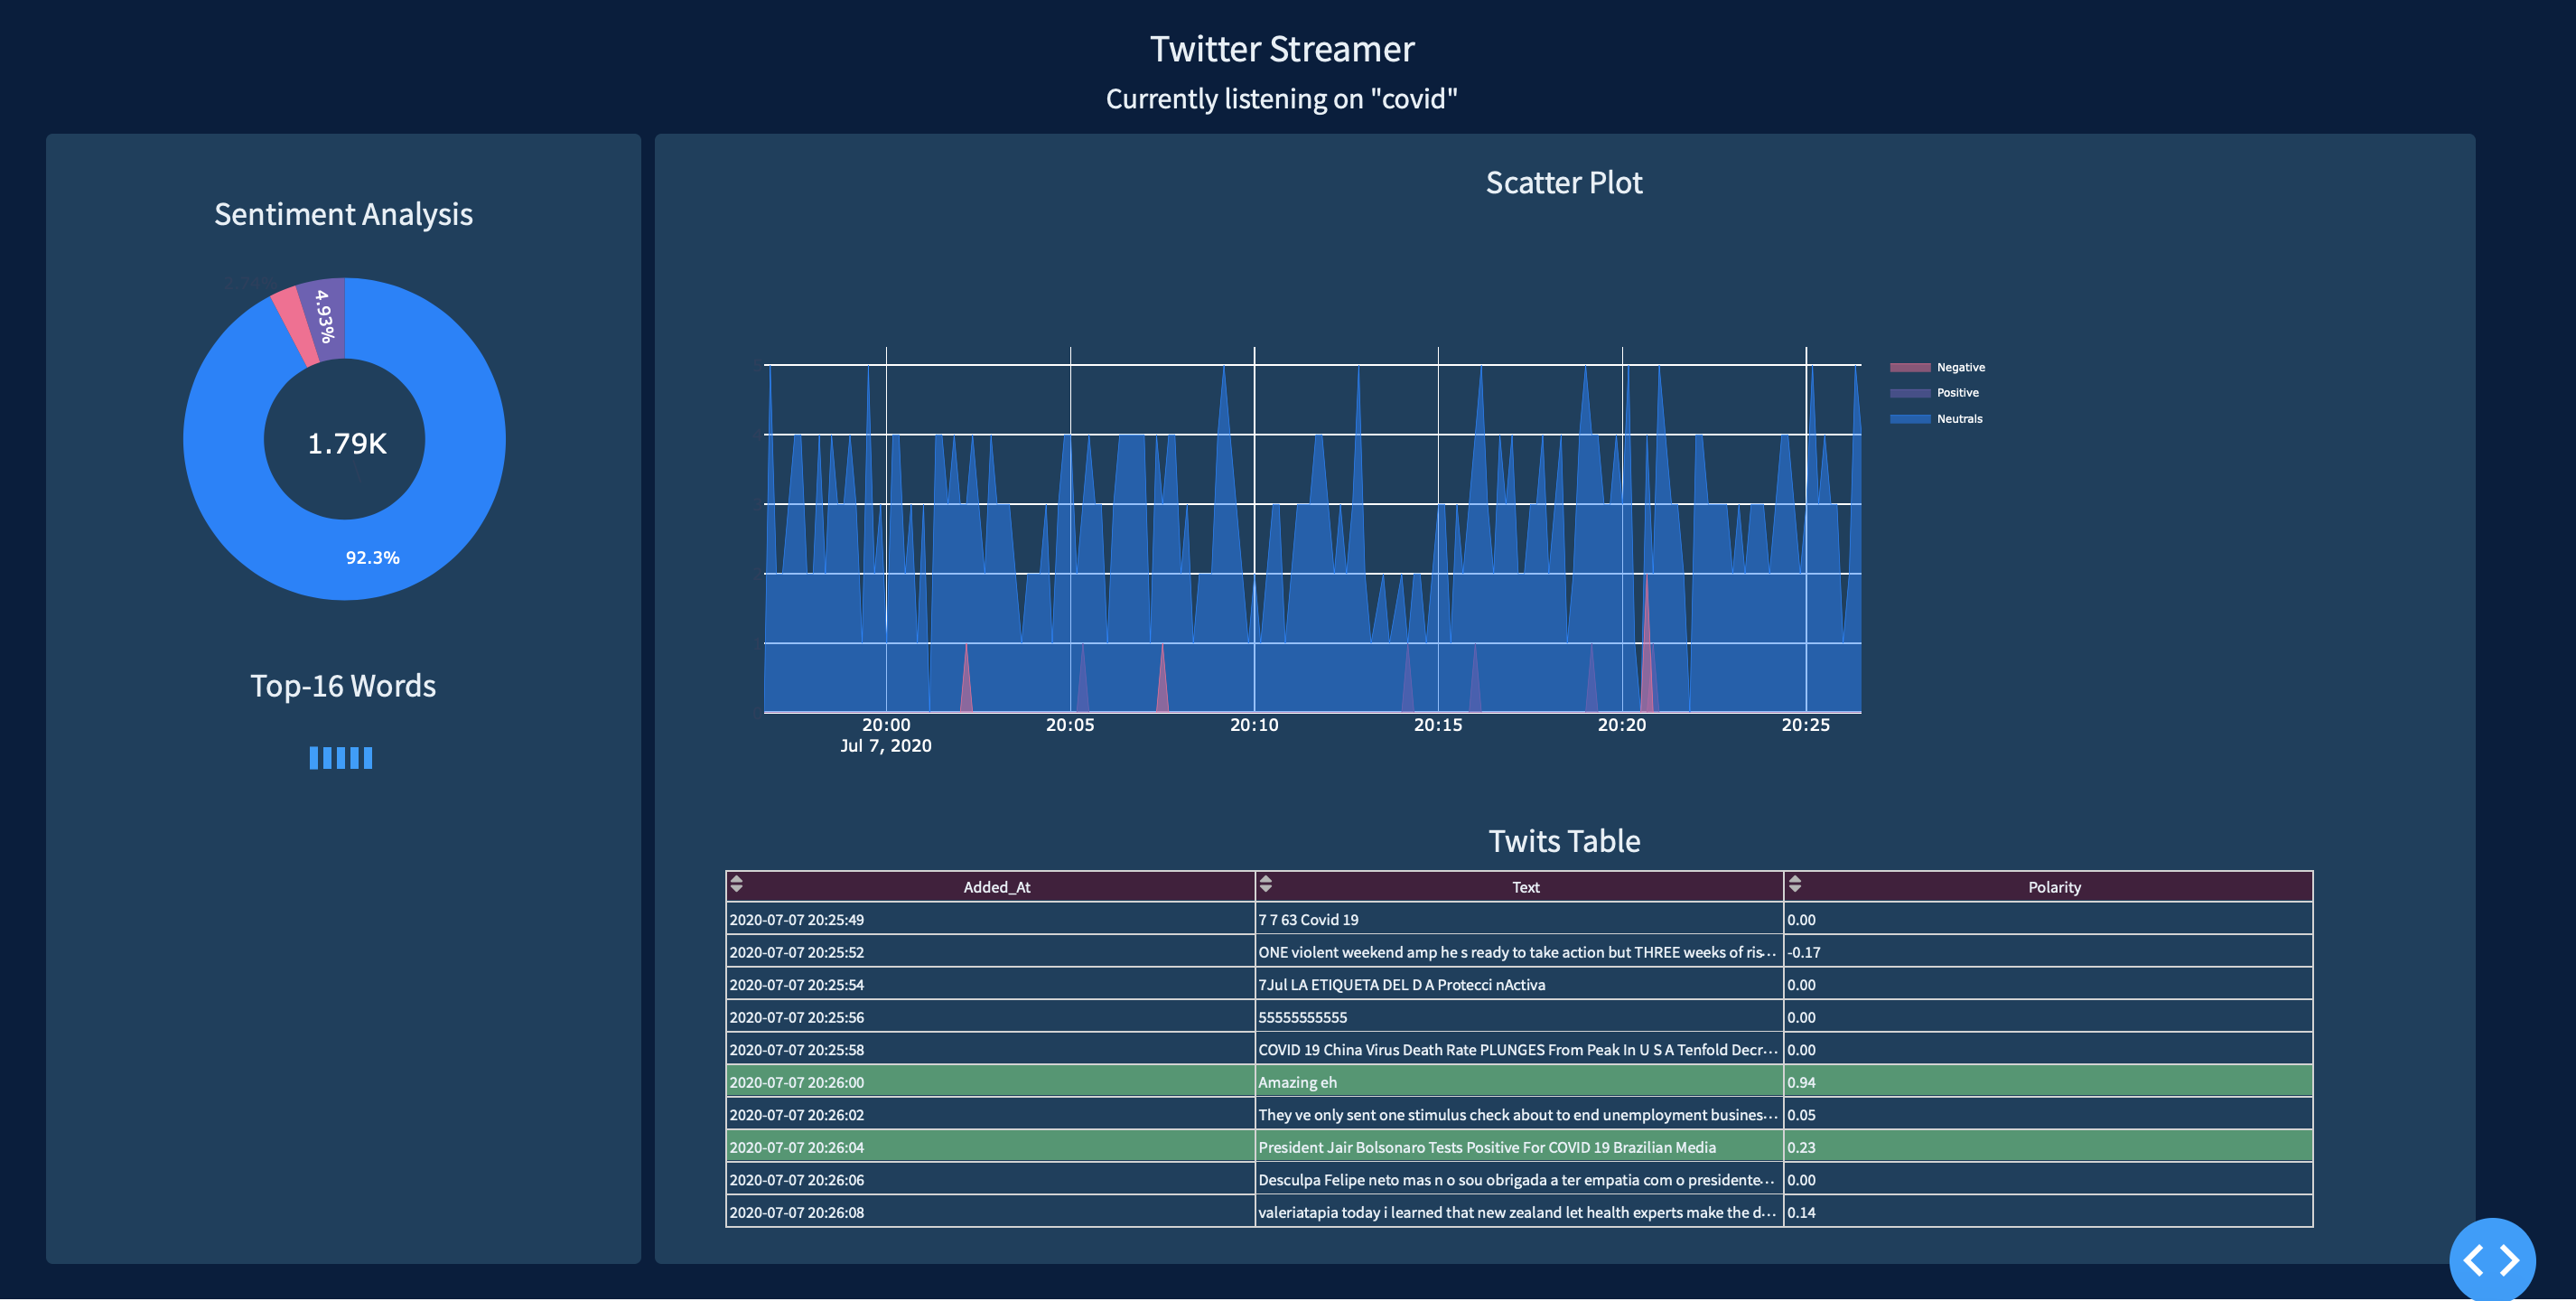 Twitter Streamer
Currently listening on "covid"
Sentiment Analysis
2.74%
4.93%
1.79K
92.3%
Top-16 Words
Scatter Plot
Negative
Positive
Neutrals
20:00 20:05 20:10 20:15 20:20 20:25
Jul 7, 2020
Twits Table
Added_At Text Polarity
2020-07-07 20:25:49 7 7 63 Covid 19 0.00
2020-07-07 20:25:52 ONE violent weekend amp he s ready to take action but THREE weeks of ris... -0.17
2020-07-07 20:25:54 7Jul LA ETIQUETA DEL D A Protecci nActiva 0.00
2020-07-07 20:25:56 55555555555 0.00
2020-07-07 20:25:58 COVID 19 China Virus Death Rate PLUNGES From Peak In U S A Tenfold Decr... 0.00
2020-07-07 20:26:00 Amazing eh 0.94
2020-07-07 20:26:02 They ve only sent one stimulus check about to end unemployment busines... 0.05
2020-07-07 20:26:04 President Jair Bolsonaro Tests Positive For COVID 19 Brazilian Media 0.23
2020-07-07 20:26:06 Desculpa Felipe neto mas n o sou obrigada a ter empatia com o presidente... 0.00
2020-07-07 20:26:08 valeriatapia today i learned that new zealand let health experts make the d... 0.14